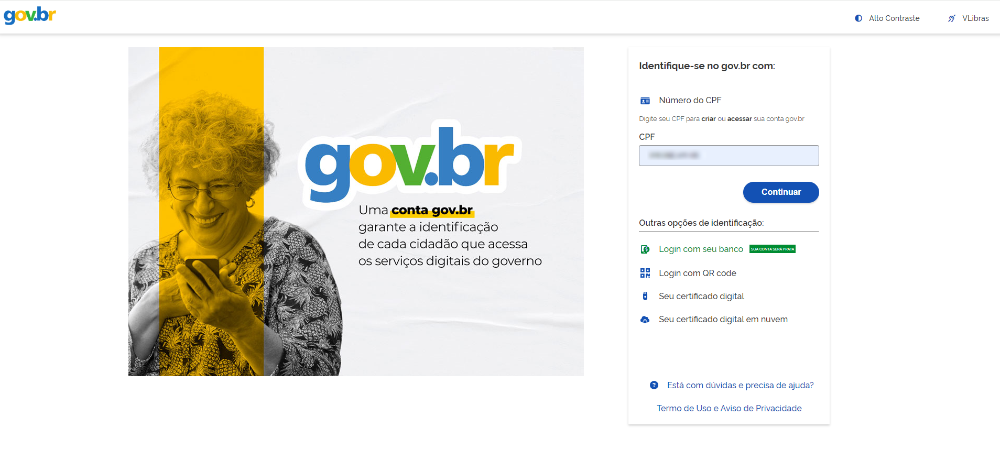 gov.br
Alto Contraste
VLibras
gov.br
Uma conta gov.br
garante a identificação
de cada cidadão que acessa
os serviços digitais do governo
Identifique-se no gov.br com:
Número do CPF
Digite seu CPF para criar ou acessar sua conta gov.br
CPF
Continuar
Outras opções de identificação:
Login com seu banco SUA CONTA SERÁ PRATA
Login com QR code
Seu certificado digital
Seu certificado digital em nuvem
Está com dúvidas e precisa de ajuda?
Termo de Uso e Aviso de Privacidade